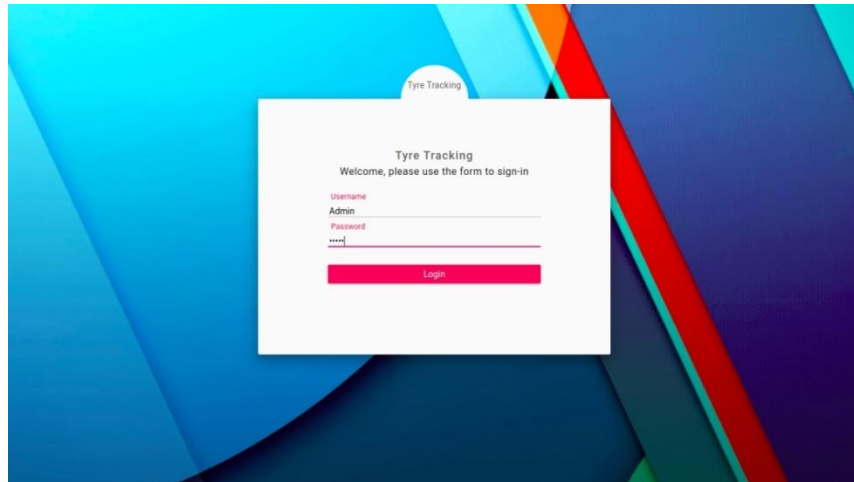 Tyre Tracking
Tyre Tracking
Welcome, please use the form to sign-in
Username
Admin
Password
•••••
Login